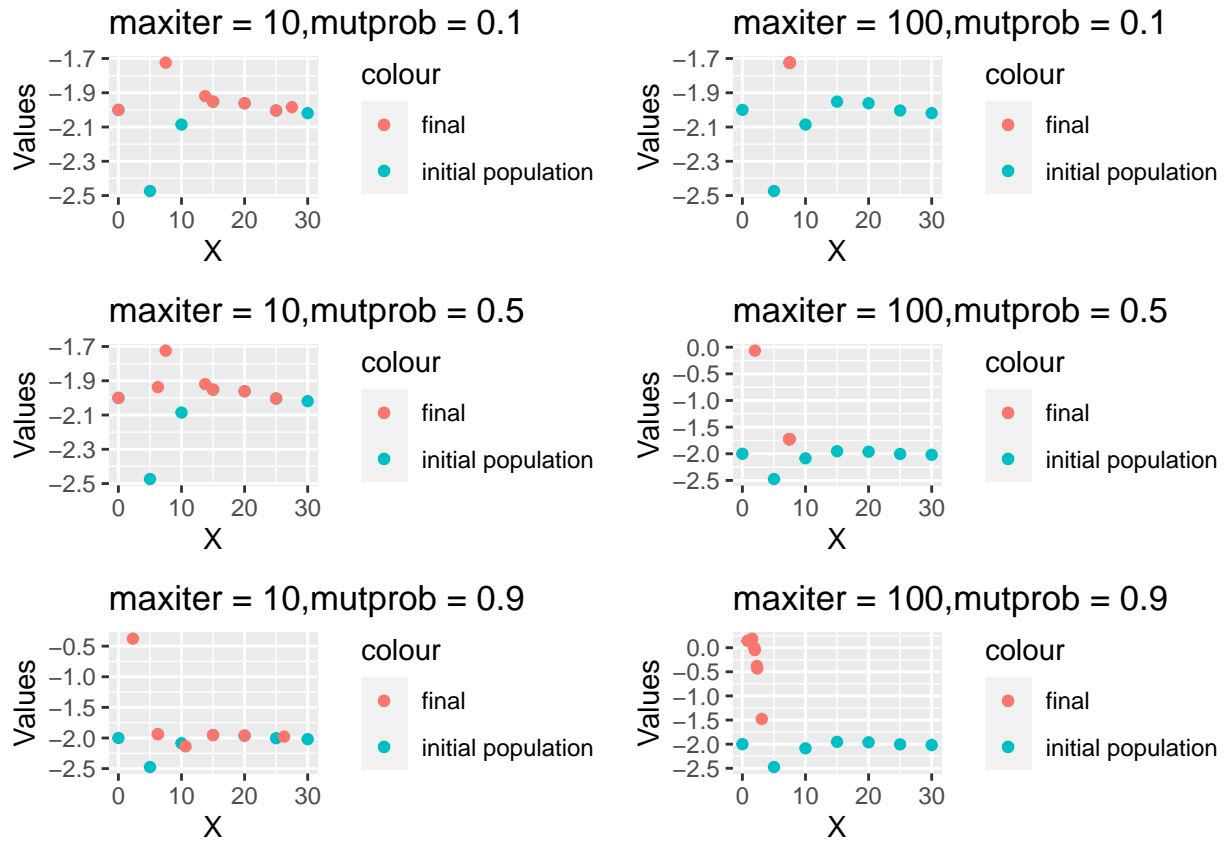 maxiter = 10,mutprob = 0.1
−1.7
−1.9
−2.1
−2.3
−2.5
Values
0 10 20 30
X
colour
final
initial population
maxiter = 100,mutprob = 0.1
−1.7
−1.9
−2.1
−2.3
−2.5
Values
0 10 20 30
X
colour
final
initial population
maxiter = 10,mutprob = 0.5
−1.7
−1.9
−2.1
−2.3
−2.5
Values
0 10 20 30
X
colour
final
initial population
maxiter = 100,mutprob = 0.5
0.0
−0.5
−1.0
−1.5
−2.0
−2.5
Values
0 10 20 30
X
colour
final
initial population
maxiter = 10,mutprob = 0.9
−0.5
−1.0
−1.5
−2.0
−2.5
Values
0 10 20 30
X
colour
final
initial population
maxiter = 100,mutprob = 0.9
0.0
−0.5
−1.0
−1.5
−2.0
−2.5
Values
0 10 20 30
X
colour
final
initial population